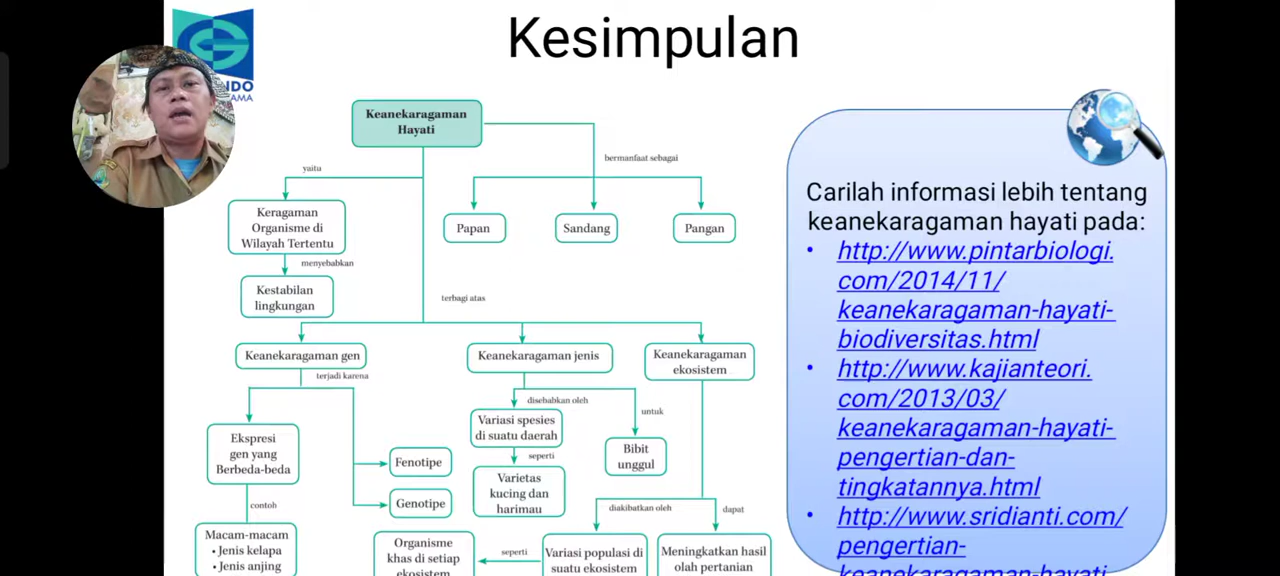 Kesimpulan
NDO
AMA
Keanekaragaman
Hayati
yaitu
bermanfaat sebagai
Keragaman
Organisme di
Wilayah Tertentu
Papan
Sandang
Pangan
menyebabkan
Kestabilan
lingkungan
terbagi atas
Keanekaragaman gen
Keanekaragaman jenis
Keanekaragaman
ekosistem
terjadi karena
disebabkan oleh
untuk
Ekspresi
gen yang
Berbeda-beda
Fenotipe
Genotipe
Variasi spesies
di suatu daerah
Bibit
unggul
seperti
Varietas
kucing dan
harimau
contoh
Macam-macam
• Jenis kelapa
• Jenis anjing
diakibatkan oleh
dapat
Organisme
khas di setiap
ekosistem
seperti
Variasi populasi di
suatu ekosistem
Meningkatkan hasil
olah pertanian
Carilah informasi lebih tentang
keanekaragaman hayati pada:
• http://www.pintarbiologi.
com/2014/11/
keanekaragaman-hayati-
biodiversitas.html
• http://www.kajianteori.
com/2013/03/
keanekaragaman-hayati-
pengertian-dan-
tingkatannya.html
• http://www.sridianti.com/
pengertian-
keanekaragaman-hayati